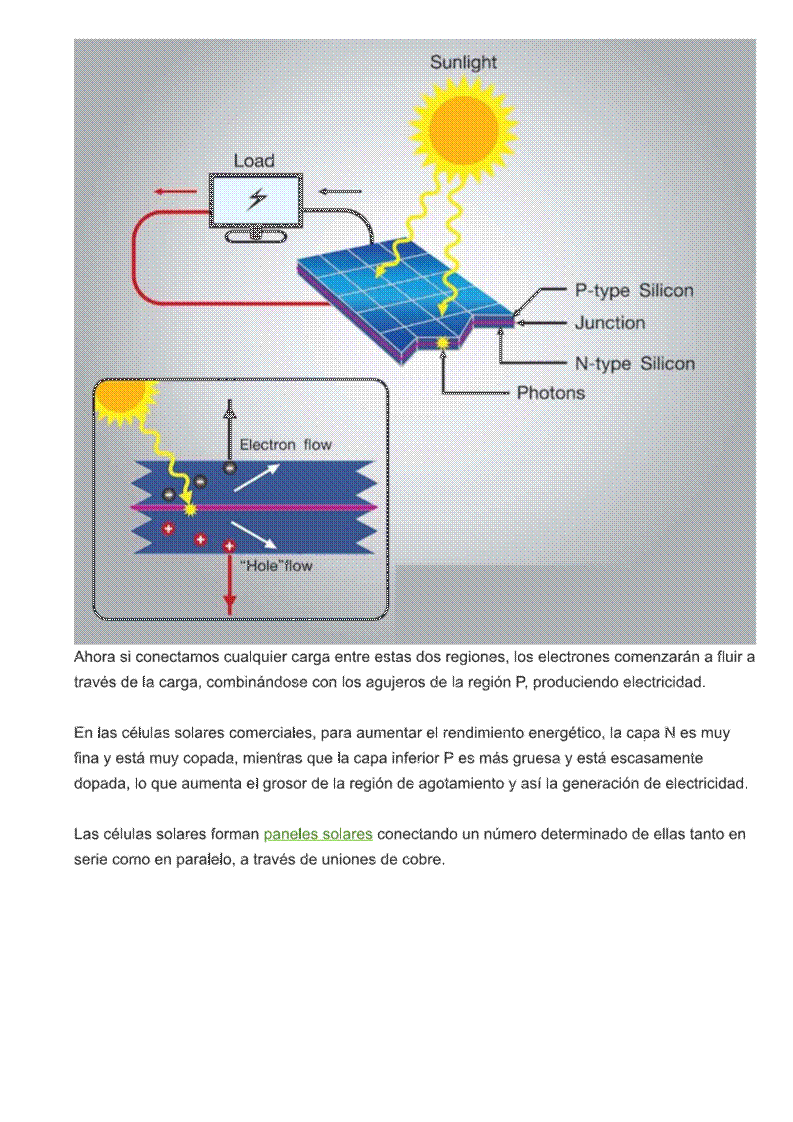 Sunlight
Load
P-type Silicon
Junction
N-type Silicon
Photons
Electron flow
“Hole”flow
Ahora si conectamos cualquier carga entre estas dos regiones, los electrones comenzarán a fluir a
través de la carga, combinándose con los agujeros de la región P, produciendo electricidad.
En las células solares comerciales, para aumentar el rendimiento energético, la capa N es muy
fina y está muy copada, mientras que la capa inferior P es más gruesa y está escasamente
dopada, lo que aumenta el grosor de la región de agotamiento y así la generación de electricidad.
Las células solares forman paneles solares conectando un número determinado de ellas tanto en
serie como en paralelo, a través de uniones de cobre.